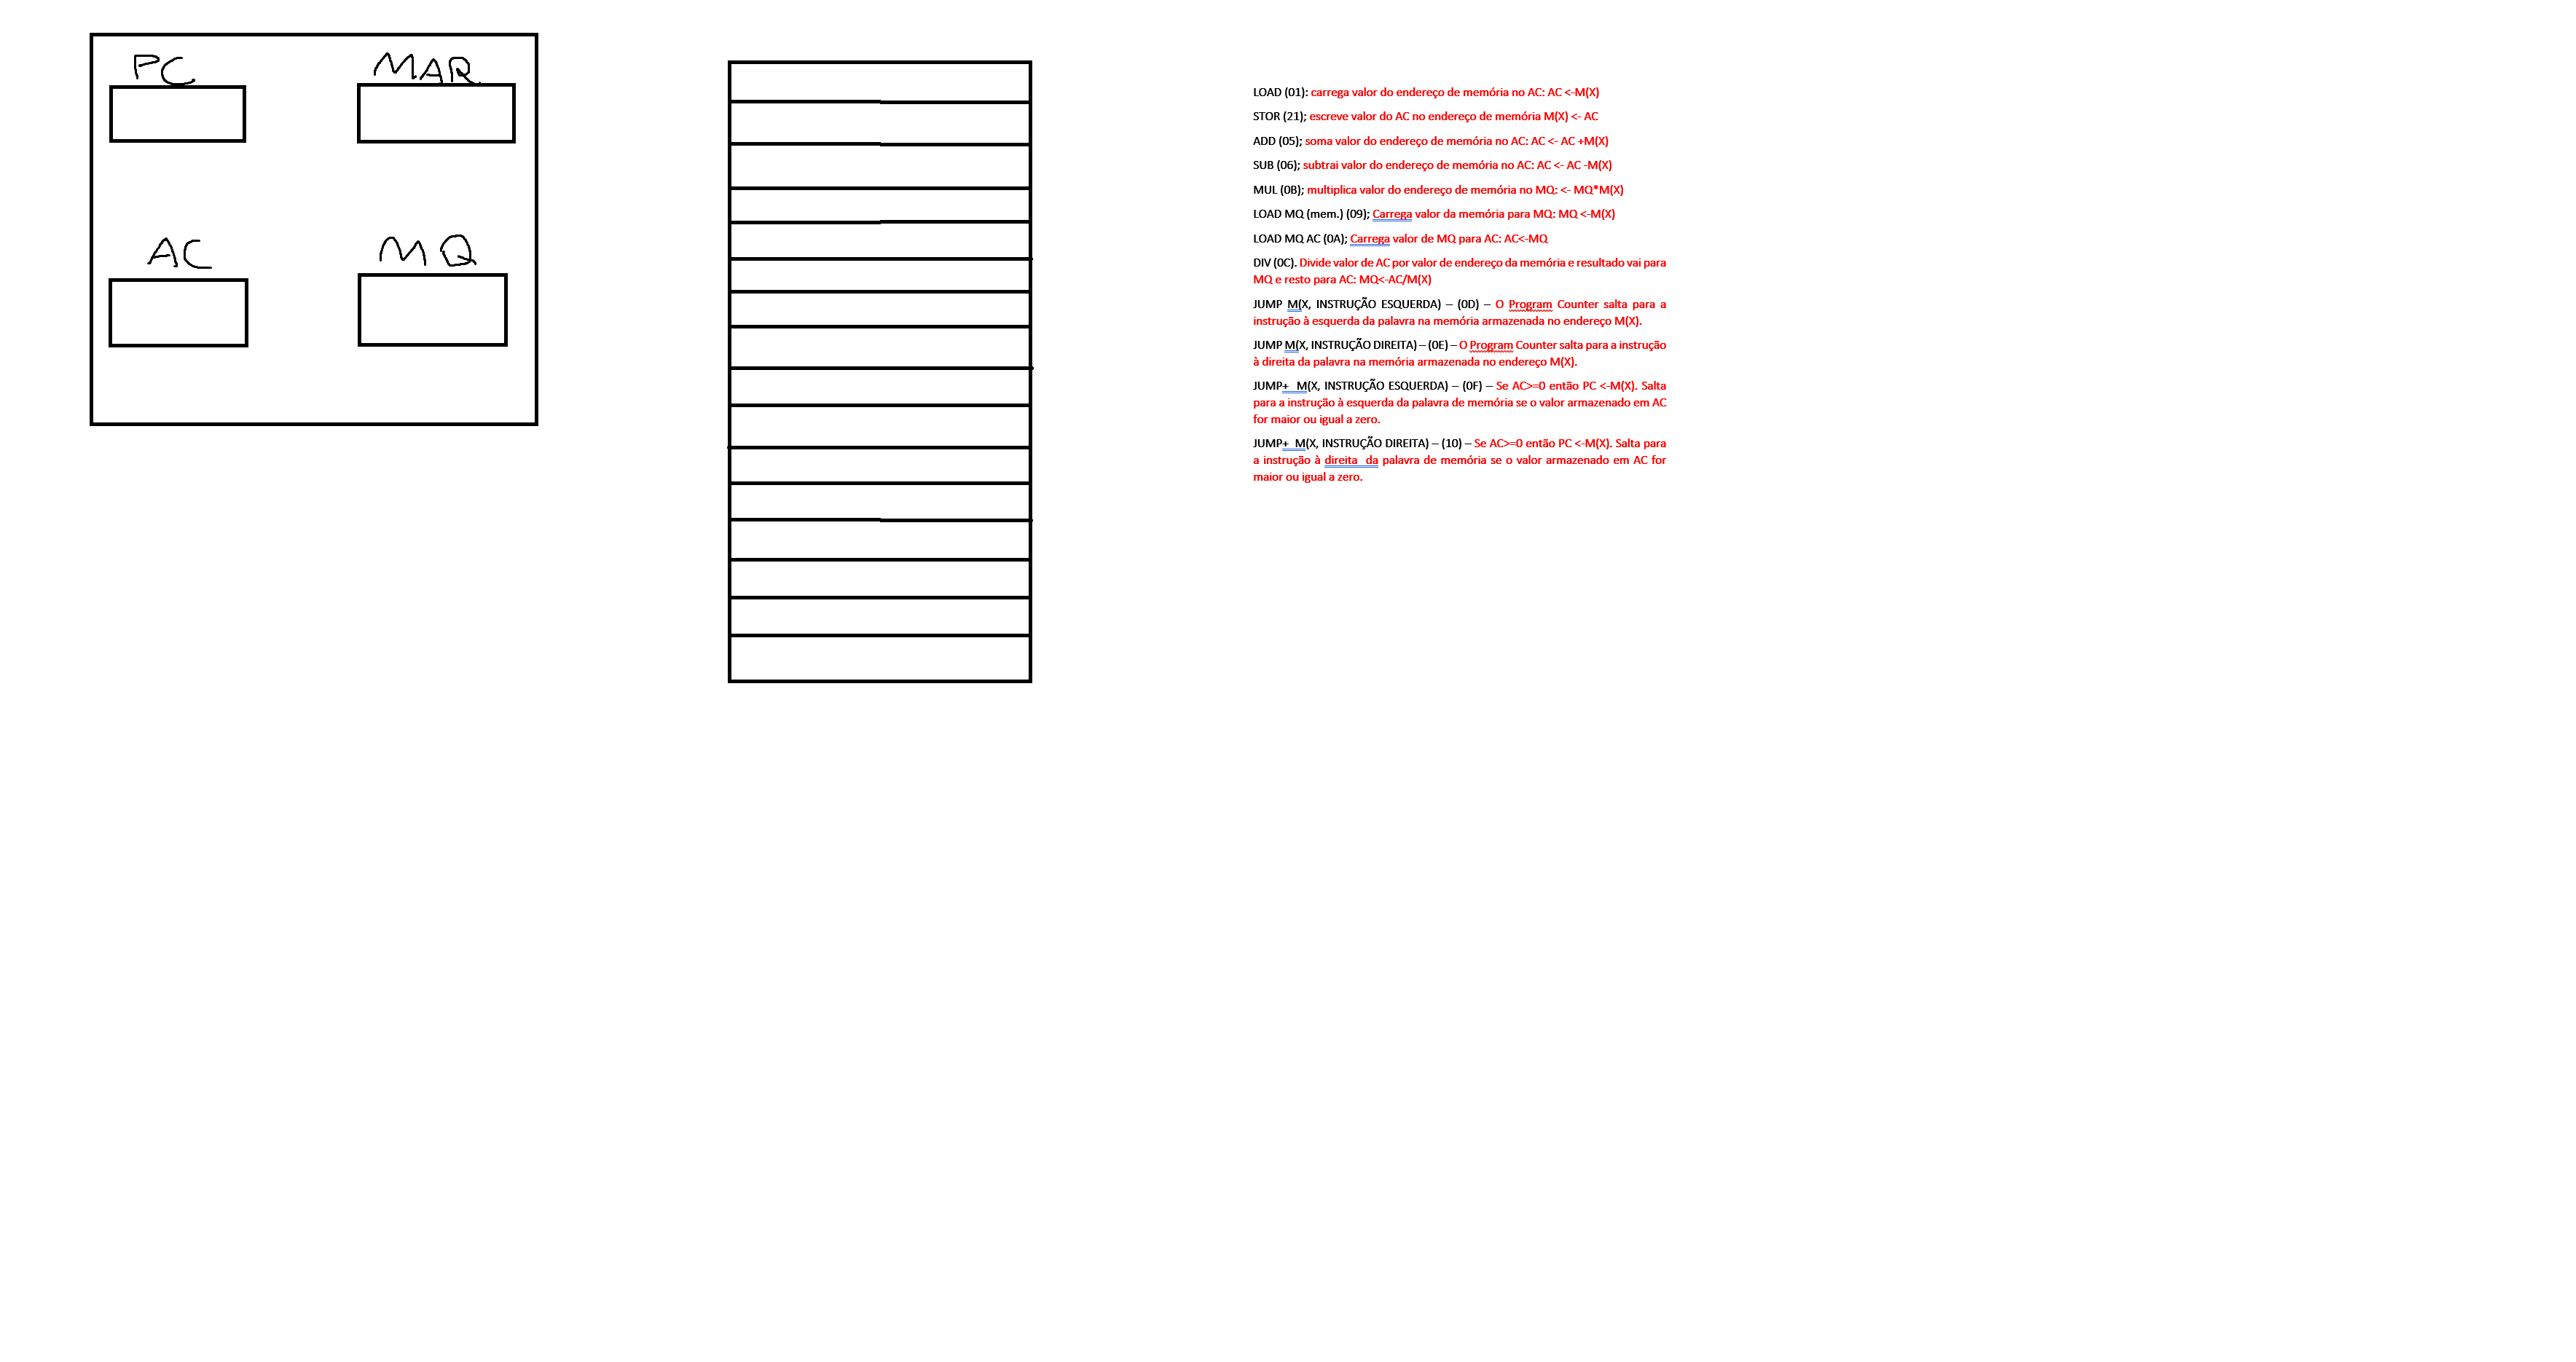 PC
MAR
AC
MQ
LOAD (01): carrega valor do endereço de memória no AC: AC <-M(X)
STOR (21); escreve valor do AC no endereço de memória M(X) <- AC
ADD (05); soma valor do endereço de memória no AC: AC <- AC +M(X)
SUB (06); subtrai valor do endereço de memória no AC: AC <- AC -M(X)
MUL (0B); multiplica valor do endereço de memória no MQ: <- MQ*M(X)
LOAD MQ (mem.) (09); Carrega valor da memória para MQ: MQ <-M(X)
LOAD MQ AC (0A); Carrega valor de MQ para AC: AC<-MQ
DIV (0C). Divide valor de AC por valor de endereço da memória e resultado vai para
MQ e resto para AC: MQ<-AC/M(X)
JUMP M(X, INSTRUÇÃO ESQUERDA) – (0D) – O Program Counter salta para a
instrução à esquerda da palavra na memória armazenada no endereço M(X).
JUMP M(X, INSTRUÇÃO DIREITA) – (0E) – O Program Counter salta para a instrução
à direita da palavra na memória armazenada no endereço M(X).
JUMP+  M(X, INSTRUÇÃO ESQUERDA) – (0F) – Se AC>=0 então PC <-M(X). Salta
para a instrução à esquerda da palavra de memória se o valor armazenado em AC
for maior ou igual a zero.
JUMP+  M(X, INSTRUÇÃO DIREITA) – (10) – Se AC>=0 então PC <-M(X). Salta para
a instrução à direita  da palavra de memória se o valor armazenado em AC for
maior ou igual a zero.